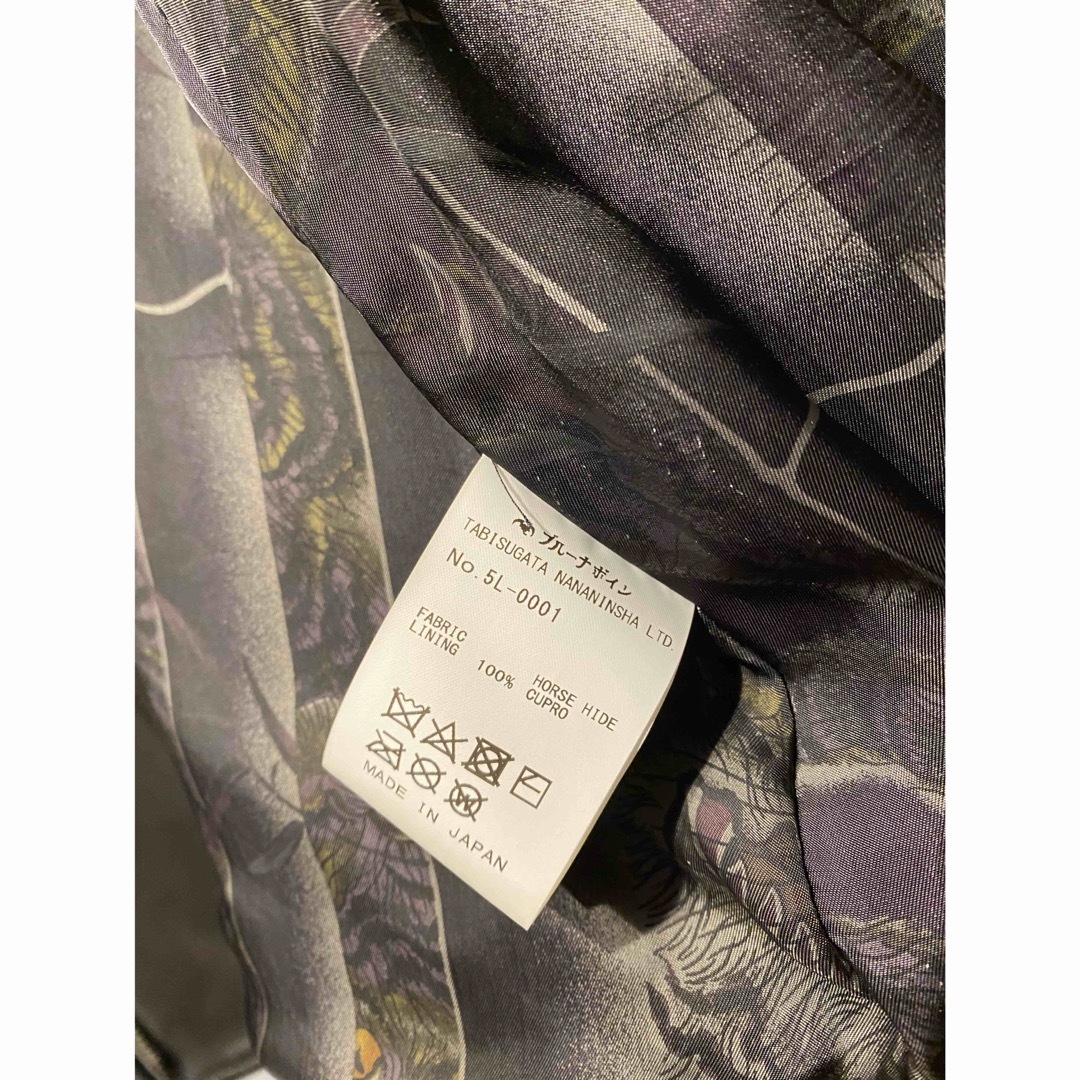 ブルーナボイン
TABISUGATA NANANINSHA LTD.
No.5L-0001
FABRIC HORSE HIDE
LINING 100% CUPRO
MADE IN JAPAN